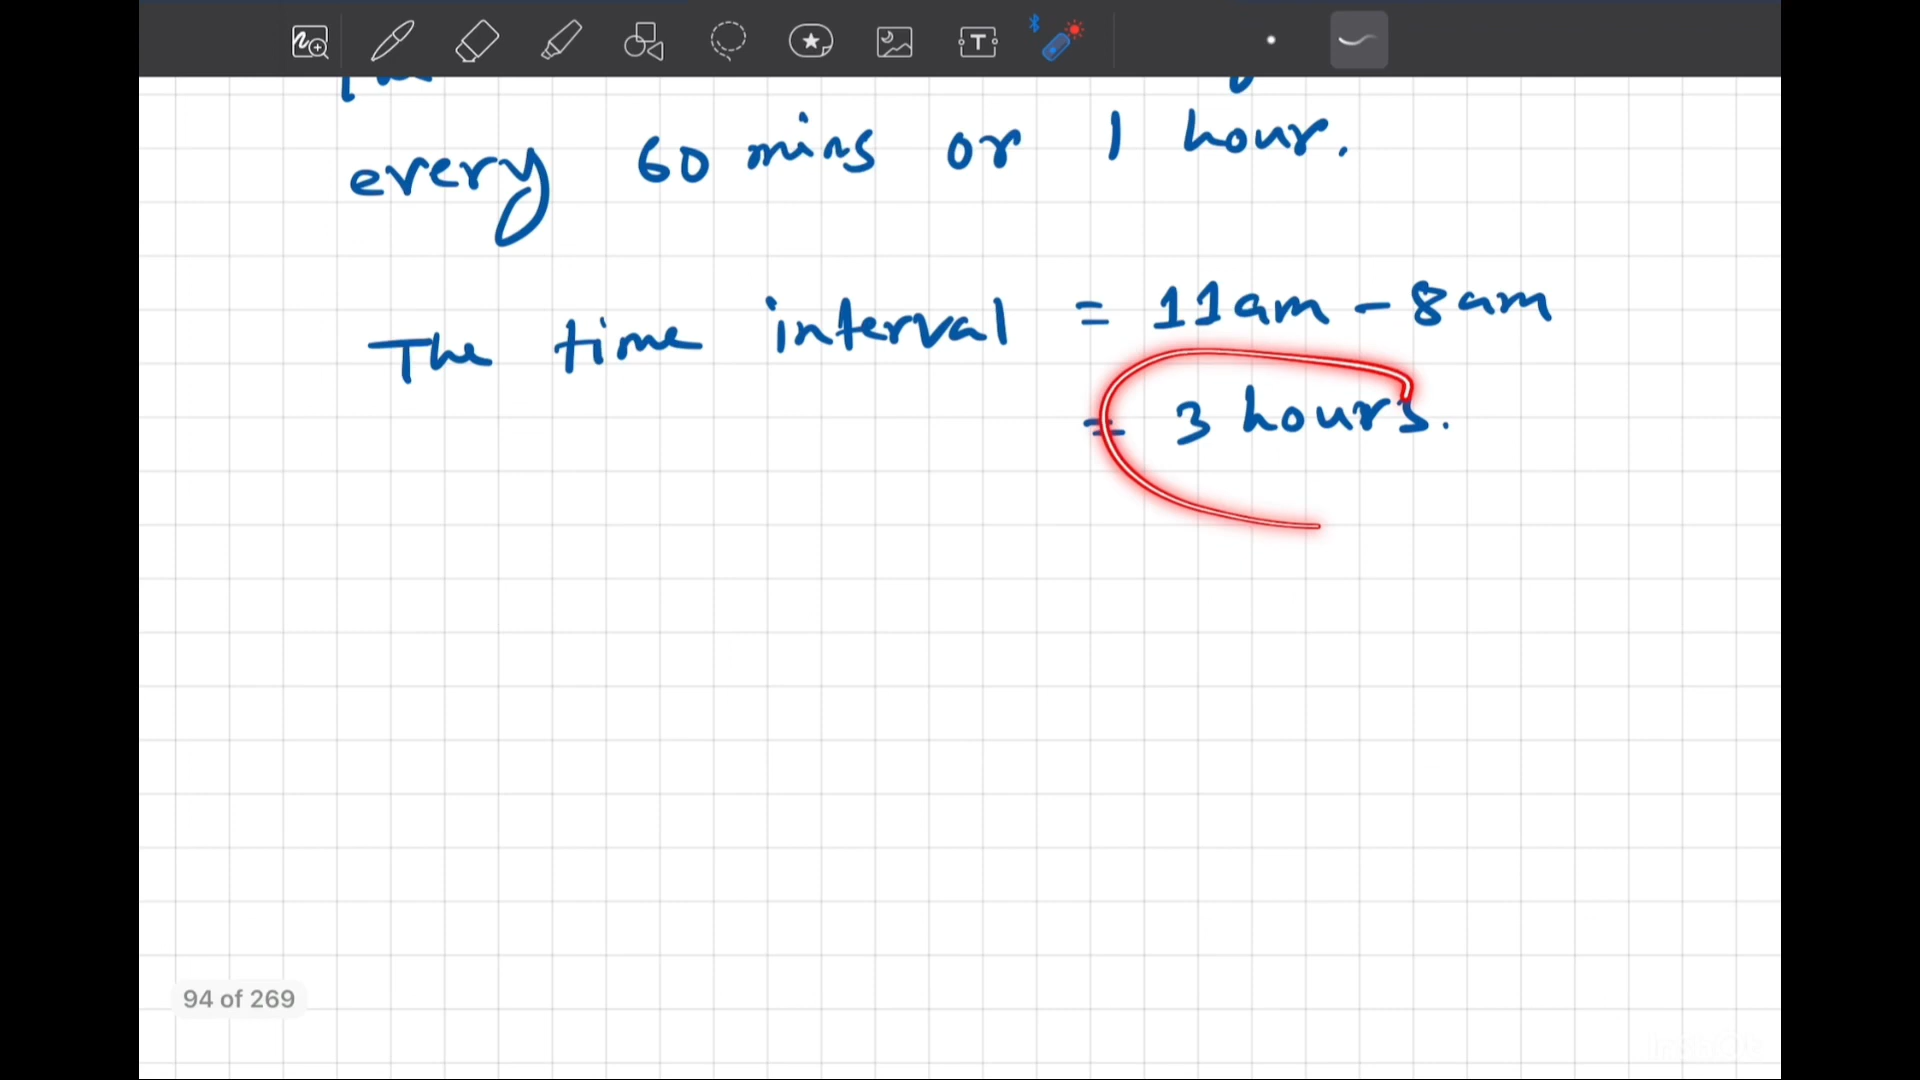 every 60 mins or 1 hour.
The time interval = 11am - 8am
= 3 hours.
94 of 269